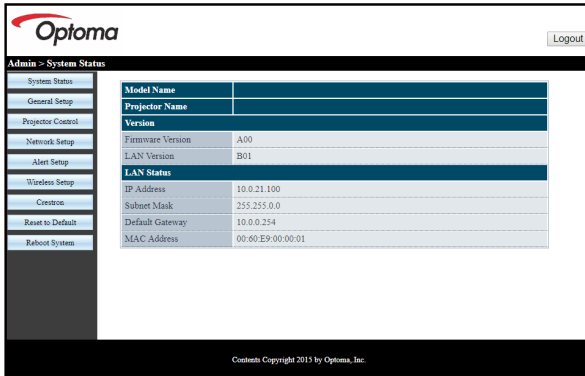 Optoma
Logout
Admin > System Status
System Status
General Setup
Projector Control
Network Setup
Alert Setup
Wireless Setup
Crestron
Reset to Default
Reboot System
Model Name
Projector Name
Version
Firmware Version A00
LAN Version B01
LAN Status
IP Address 10.0.21.100
Subnet Mask 255.255.0.0
Default Gateway 10.0.0.254
MAC Address 00:60:E9:00:00:01
Contents Copyright 2015 by Optoma, Inc.